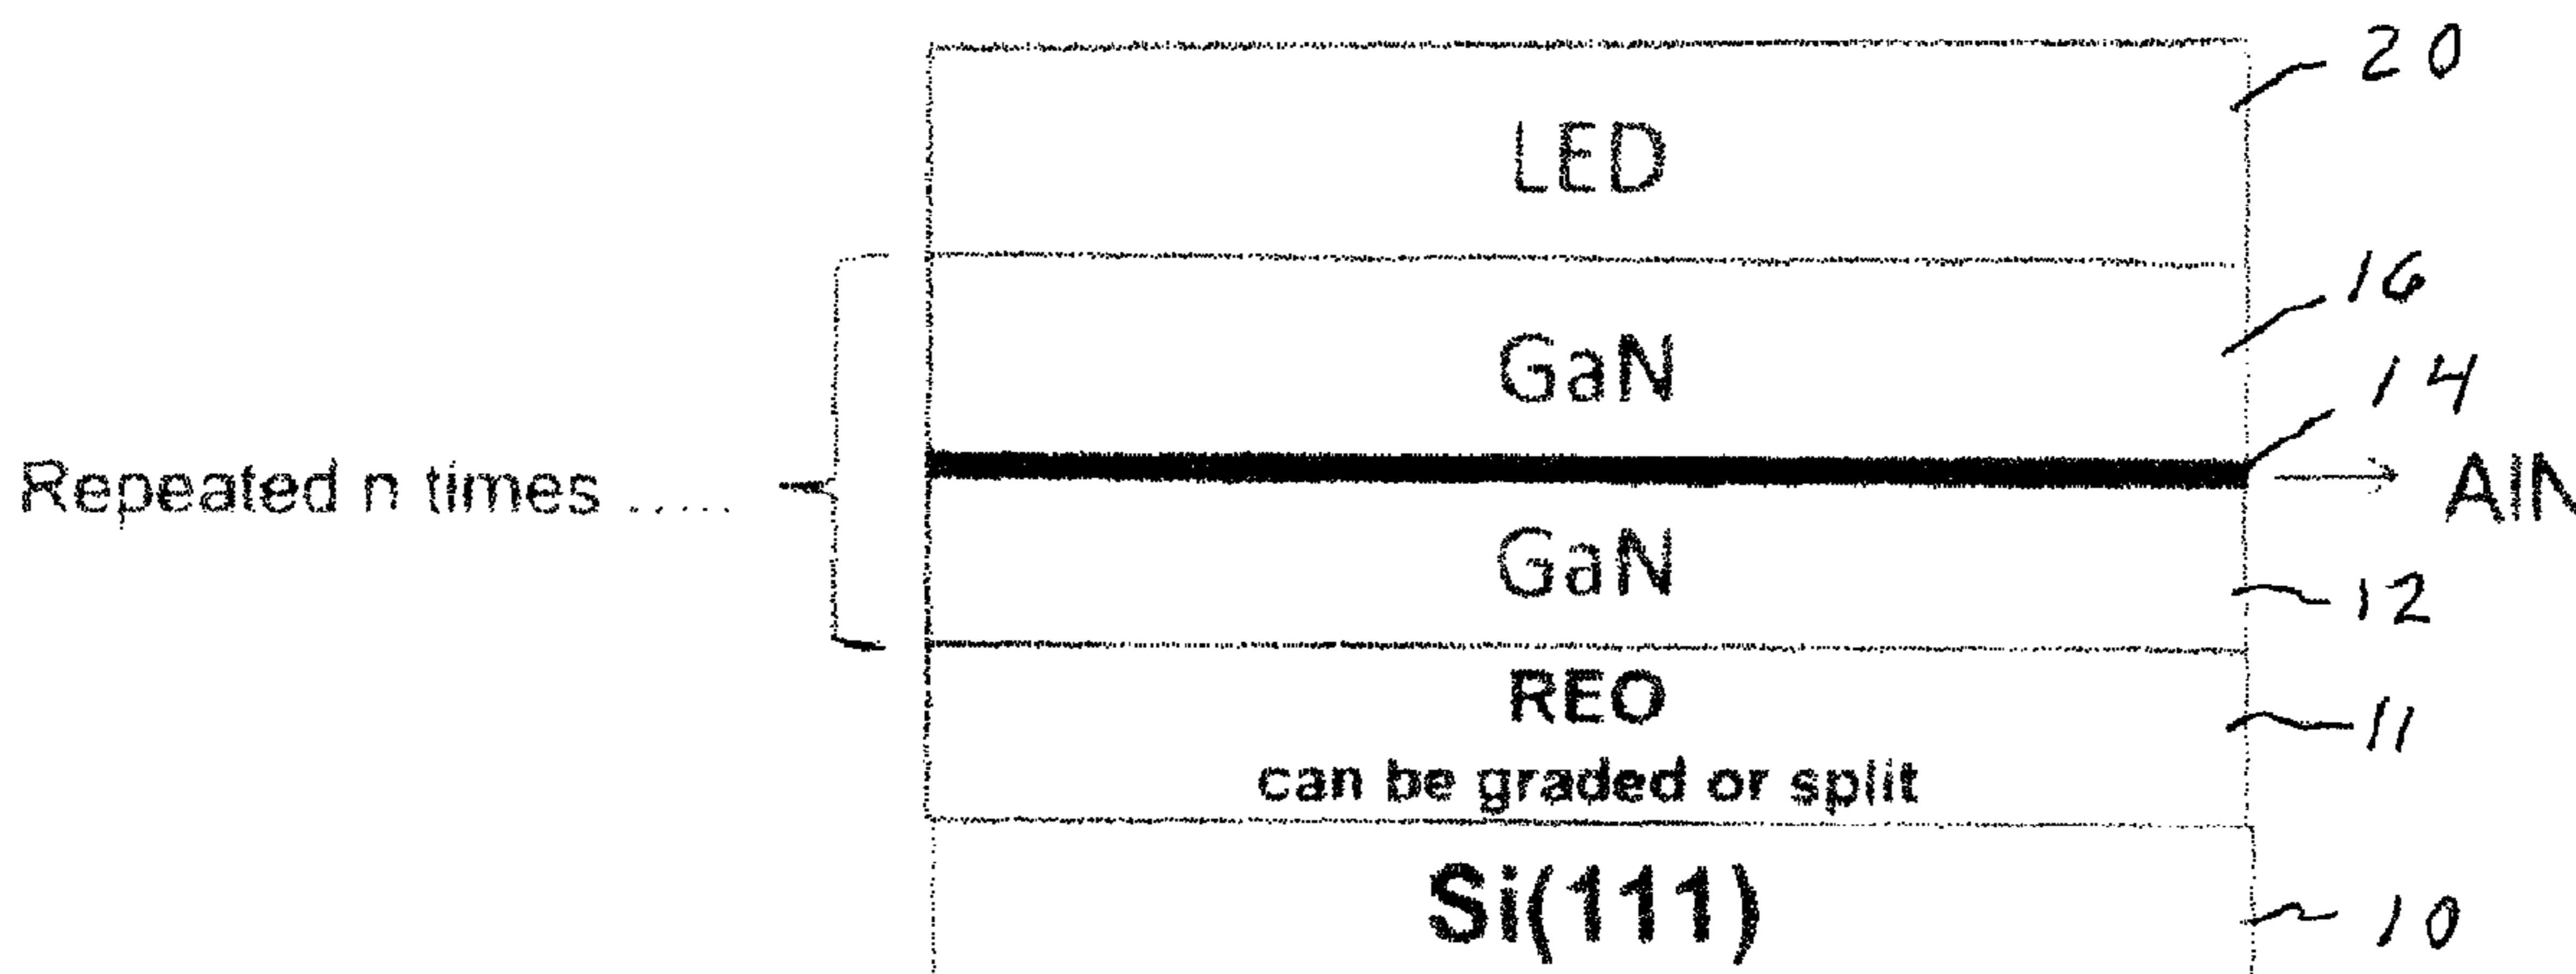 20
LED
16
GaN
14
Repeated n times .....
AlN
GaN
12
REO
11
can be graded or split
Si(111)
10